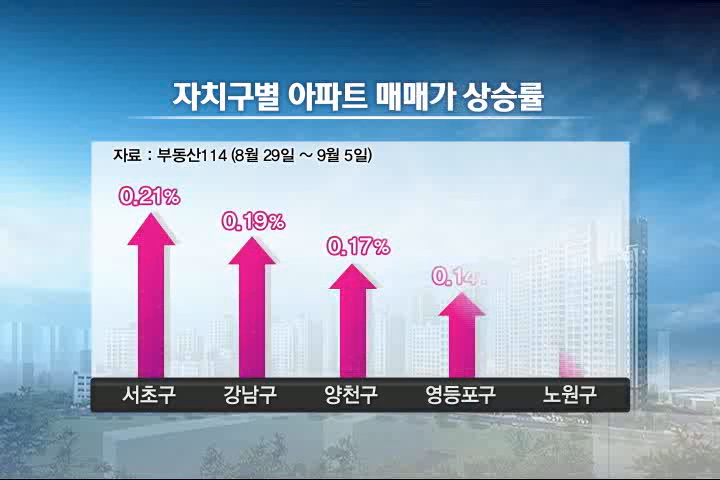 자치구별 아파트 매매가 상승률
자료 : 부동산114 (8월 29일 ~ 9월 5일)
0.21%
0.19%
0.17%
0.14
서초구
강남구
양천구
영등포구
노원구